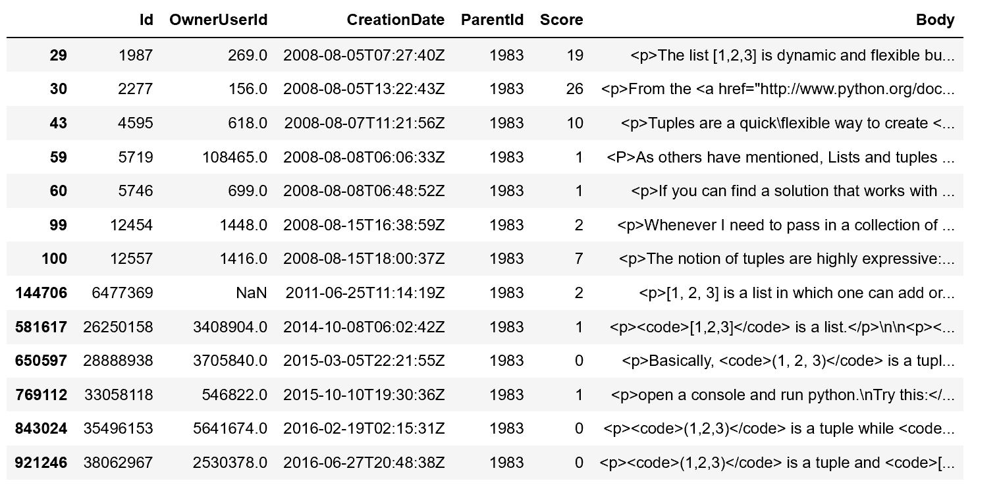 Id OwnerUserId CreationDate ParentId Score Body
29 1987 269.0 2008-08-05T07:27:40Z 1983 19 <p>The list [1,2,3] is dynamic and flexible bu...
30 2277 156.0 2008-08-05T13:22:43Z 1983 26 <p>From the <a href="http://www.python.org/doc...
43 4595 618.0 2008-08-07T11:21:56Z 1983 10 <p>Tuples are a quick\flexible way to create <...
59 5719 108465.0 2008-08-08T06:06:33Z 1983 1 <P>As others have mentioned, Lists and tuples ...
60 5746 699.0 2008-08-08T06:48:52Z 1983 1 <p>If you can find a solution that works with ...
99 12454 1448.0 2008-08-15T16:38:59Z 1983 2 <p>Whenever I need to pass in a collection of ...
100 12557 1416.0 2008-08-15T18:00:37Z 1983 7 <p>The notion of tuples are highly expressive:...
144706 6477369 NaN 2011-06-25T11:14:19Z 1983 2 <p>[1, 2, 3] is a list in which one can add or...
581617 26250158 3408904.0 2014-10-08T06:02:42Z 1983 1 <p><code>[1,2,3]</code> is a list.</p>\n\n<p><...
650597 28888938 3705840.0 2015-03-05T22:21:55Z 1983 0 <p>Basically, <code>(1, 2, 3)</code> is a tupl...
769112 33058118 546822.0 2015-10-10T19:30:36Z 1983 1 <p>open a console and run python.\nTry this:</...
843024 35496153 5641674.0 2016-02-19T02:15:31Z 1983 0 <p><code>(1,2,3)</code> is a tuple while <code...
921246 38062967 2530378.0 2016-06-27T20:48:38Z 1983 0 <p><code>(1,2,3)</code> is a tuple and <code>[...